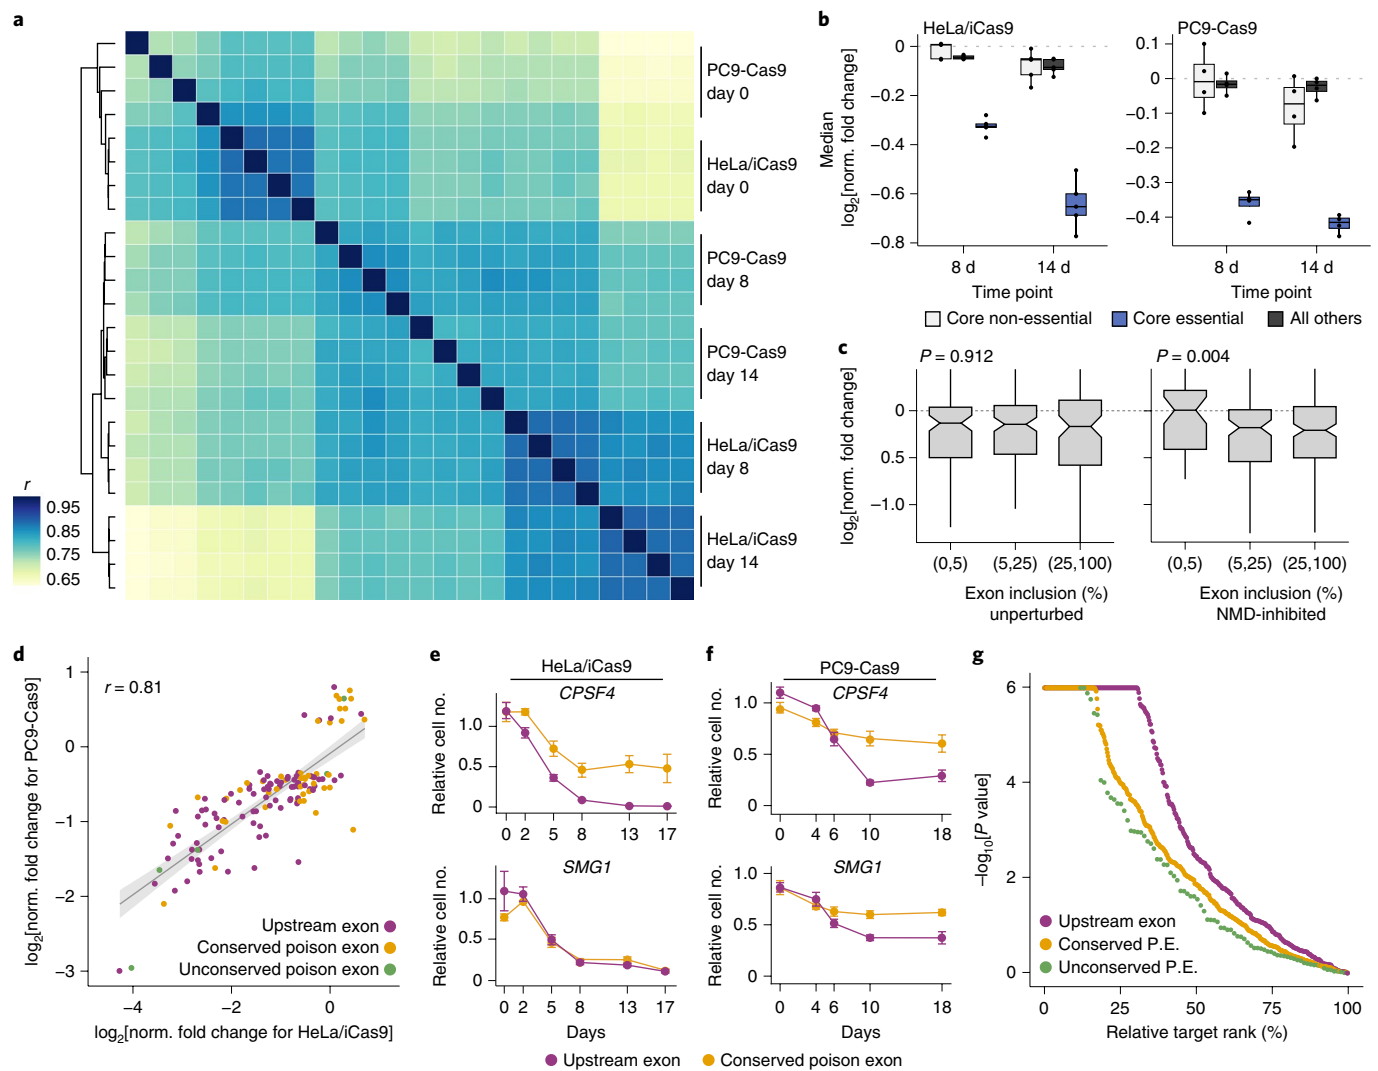 a
PC9-Cas9
day 0
HeLa/iCas9
day 0
PC9-Cas9
day 8
PC9-Cas9
day 14
HeLa/iCas9
day 8
HeLa/iCas9
day 14
r
0.95
0.85
0.75
0.65
b
HeLa/iCas9
PC9-Cas9
Median
log2[norm. fold change]
0
−0.2
−0.4
−0.6
−0.8
0.1
0
−0.1
−0.2
−0.3
−0.4
8 d
14 d
8 d
14 d
Time point
Time point
Core non-essential
Core essential
All others
c
P = 0.912
P = 0.004
log2[norm. fold change]
0
0.5
−1.0
(0,5)
(5,25)
(25,100)
(0,5)
(5,25)
(25,100)
Exon inclusion (%)
unperturbed
Exon inclusion (%)
NMD-inhibited
d
r = 0.81
log2[norm. fold change for PC9-Cas9]
1
0
−1
−2
−3
Upstream exon
Conserved poison exon
Unconserved poison exon
−4
−2
0
log2[norm. fold change for HeLa/iCas9]
e
HeLa/iCas9
CPSF4
Relative cell no.
1.0
0.5
0
0 2 5 8 13 17
SMG1
Relative cell no.
1.0
0.5
0
0 2 5 8 13 17
Days
f
PC9-Cas9
CPSF4
Relative cell no.
1.0
0.5
0
0 4 6 10 18
SMG1
Relative cell no.
1.0
0.5
0
0 4 6 10 18
Days
Upstream exon
Conserved poison exon
g
−log10[P value]
6
4
2
0
Upstream exon
Conserved P.E.
Unconserved P.E.
0 25 50 75 100
Relative target rank (%)